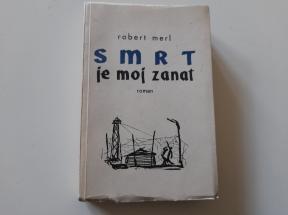 robert merl
SMRT
je moj zanat
roman